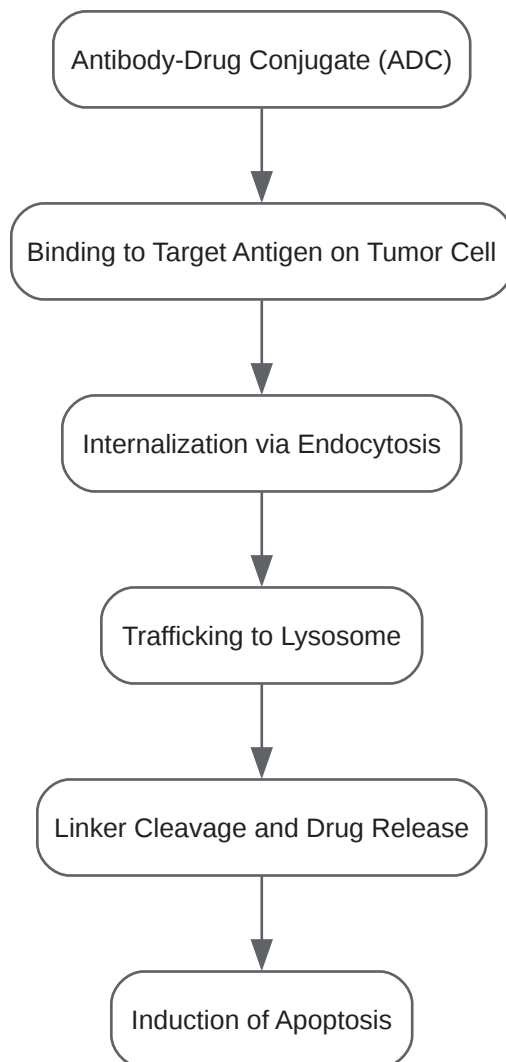 Antibody-Drug Conjugate (ADC)
Binding to Target Antigen on Tumor Cell
Internalization via Endocytosis
Trafficking to Lysosome
Linker Cleavage and Drug Release
Induction of Apoptosis